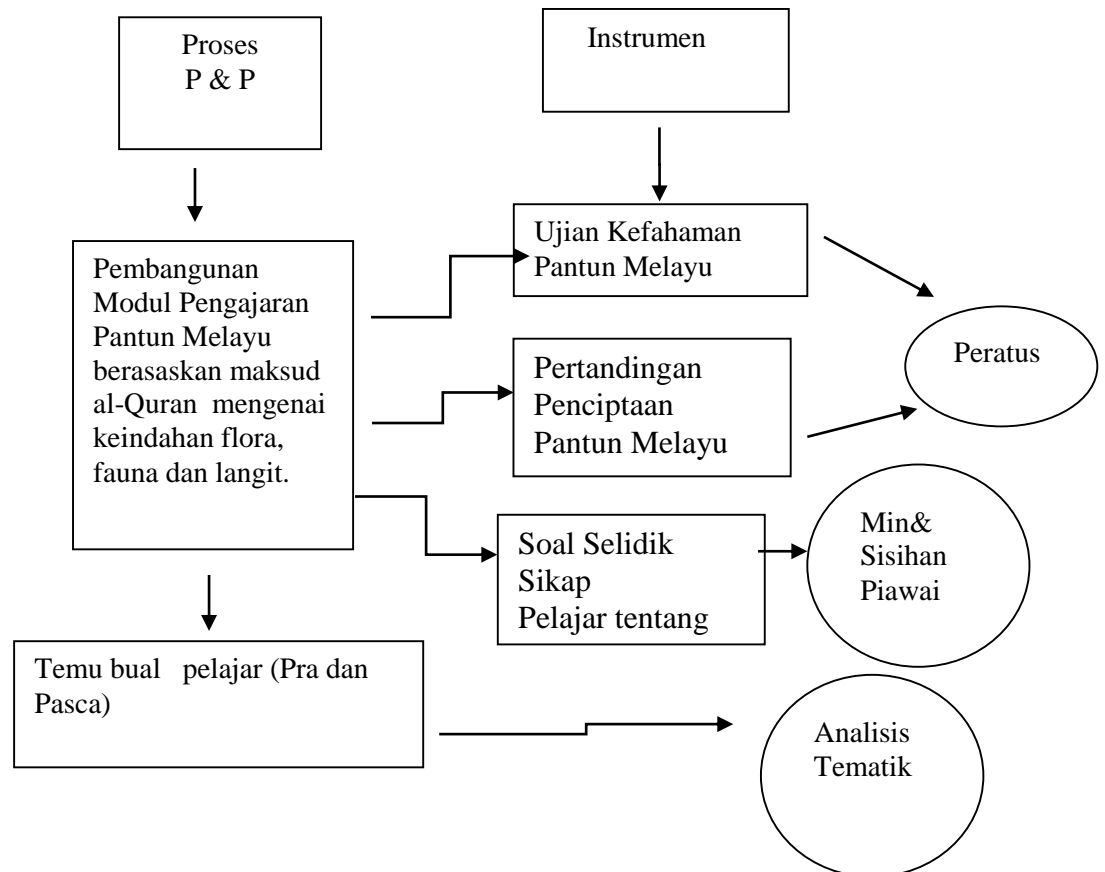 Proses
P & P
Instrumen
Pembangunan
Modul Pengajaran
Pantun Melayu
berasaskan maksud
al-Quran mengenai
keindahan flora,
fauna dan langit.
Ujian Kefahaman
Pantun Melayu
Peratus
Pertandingan
Penciptaan
Pantun Melayu
Soal Selidik
Sikap
Pelajar tentang
Min&
Sisihan
Piawai
Temu bual pelajar (Pra dan
Pasca)
Analisis
Tematik